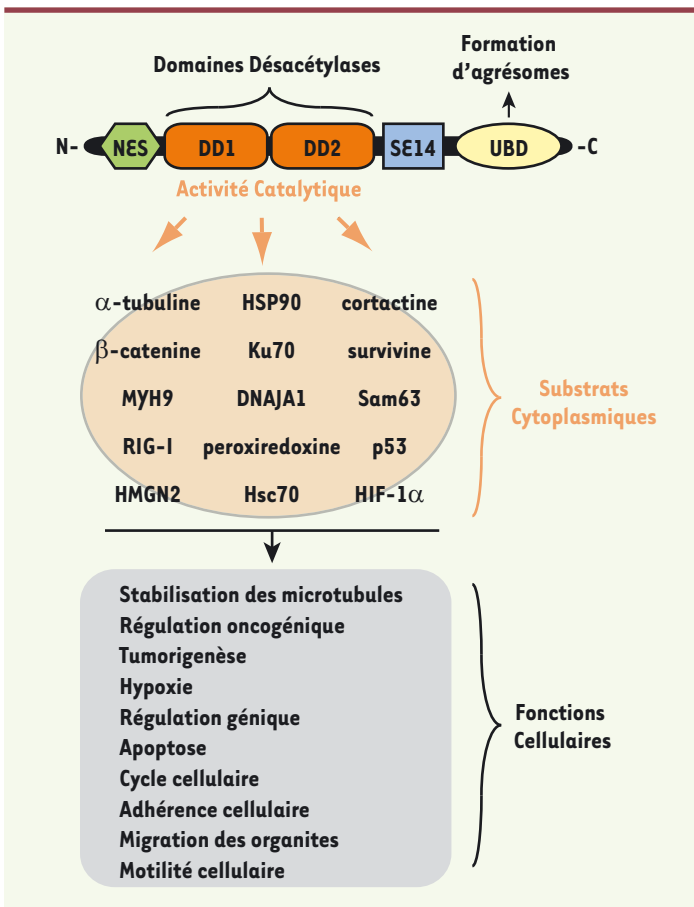 Formation
d'agrésomes
Domaines Désacétylases
N- NES DD1 DD2 SE14 UBD -C
Activité Catalytique
α-tubuline HSP90 cortactine
β-catenine Ku70 survivine
MYH9 DNAJA1 Sam63
RIG-I peroxiredoxine p53
HMGN2 Hsc70 HIF-1α
Substrats
Cytoplasmiques
Stabilisation des microtubules
Régulation oncogénique
Tumorigenèse
Hypoxie
Régulation génique
Apoptose
Cycle cellulaire
Adhérence cellulaire
Migration des organites
Motilité cellulaire
Fonctions
Cellulaires